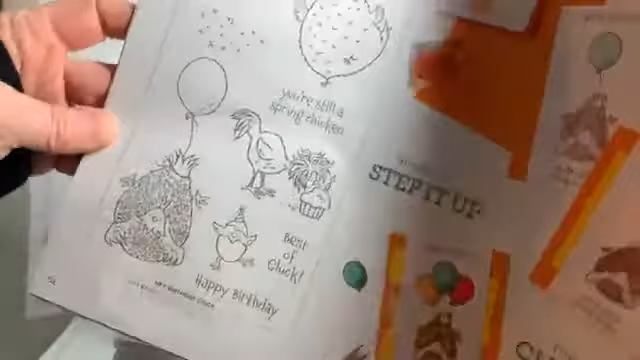 you're still a
spring chicken
STEP IT UP
Best
of
Cluck!
Happy Birthday